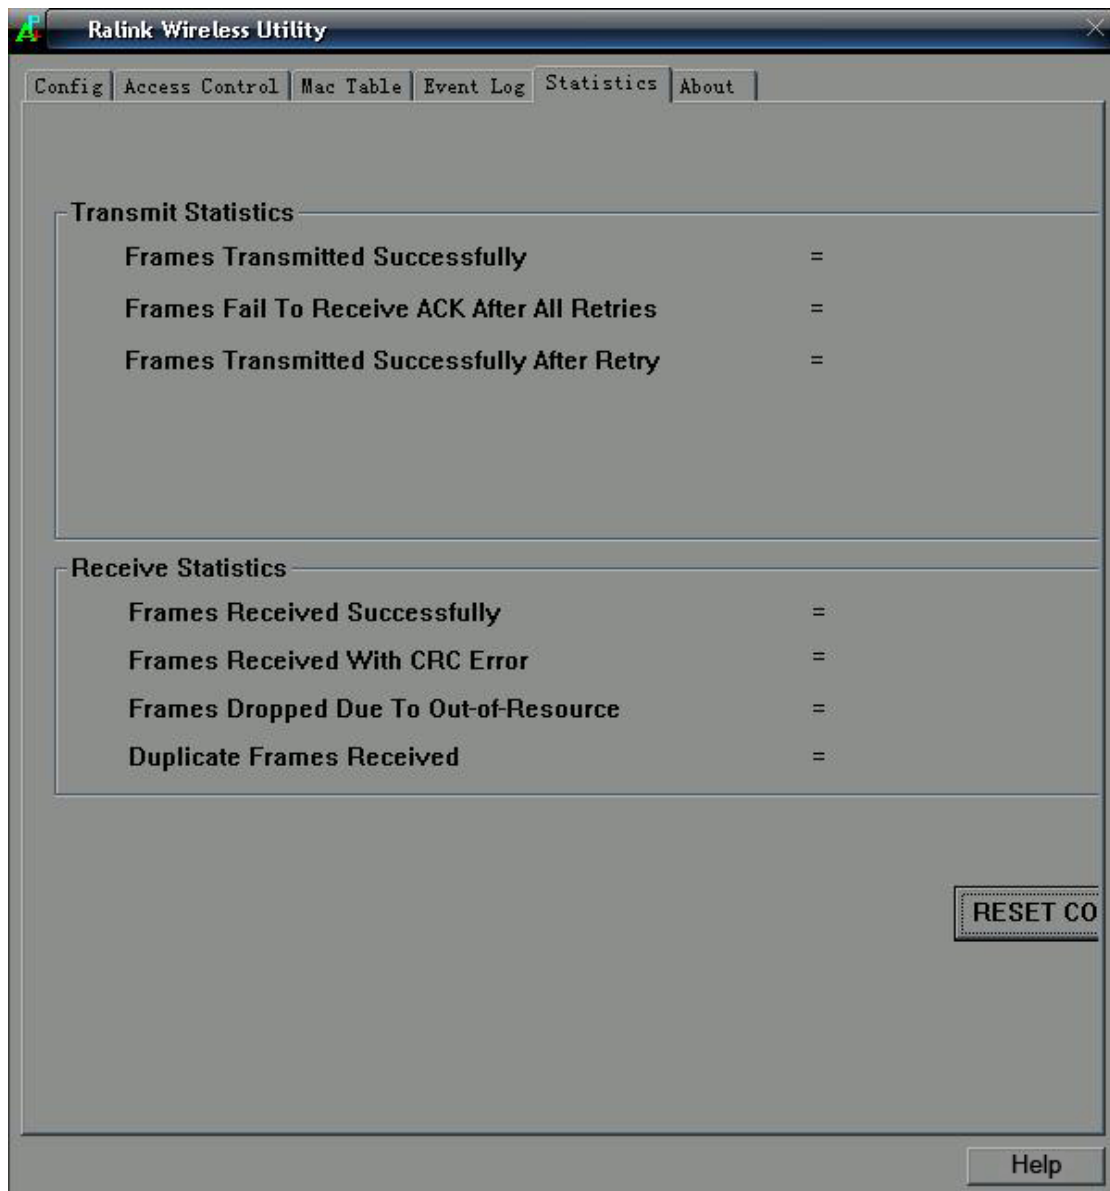 Ralink Wireless Utility
Config Access Control Mac Table Event Log Statistics About
Transmit Statistics
Frames Transmitted Successfully =
Frames Fail To Receive ACK After All Retries =
Frames Transmitted Successfully After Retry =
Receive Statistics
Frames Received Successfully =
Frames Received With CRC Error =
Frames Dropped Due To Out-of-Resource =
Duplicate Frames Received =
RESET CO
Help